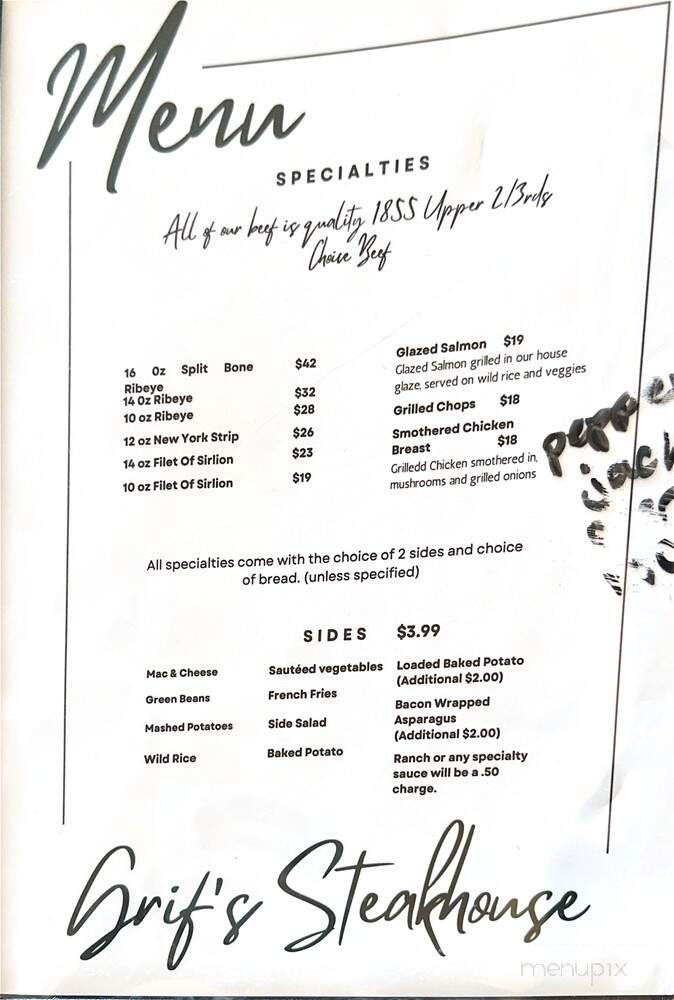 Menu
SPECIALTIES
All of our beef is quality 1855 Upper 2/3rds
Choice Beef
16 Oz Split Bone $42
Ribeye
14 Oz Ribeye $32
10 oz Ribeye $28
12 oz New York Strip $26
14 oz Filet Of Sirlion $23
10 oz Filet Of Sirlion $19
Glazed Salmon $19
Glazed Salmon grilled in our house
glaze, served on wild rice and veggies
Grilled Chops $18
Smothered Chicken
Breast $18
Grilledd Chicken smothered in,
mushrooms and grilled onions
All specialties come with the choice of 2 sides and choice
of bread. (unless specified)
SIDES $3.99
Mac & Cheese
Green Beans
Mashed Potatoes
Wild Rice
Sautéed vegetables
French Fries
Side Salad
Baked Potato
Loaded Baked Potato
(Additional $2.00)
Bacon Wrapped
Asparagus
(Additional $2.00)
Ranch or any specialty
sauce will be a .50
charge.
Grif's Steakhouse
menupix